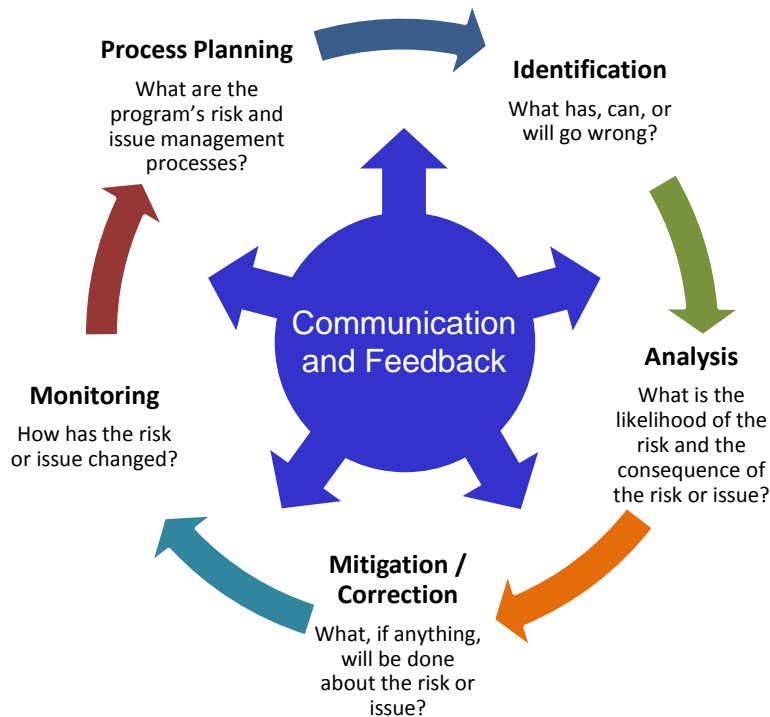 Process Planning
What are the
program's risk and
issue management
processes?
Identification
What has, can, or
will go wrong?
Analysis
What is the
likelihood of the
risk and the
consequence of
the risk or issue?
Mitigation /
Correction
What, if anything,
will be done
about the risk or
issue?
Monitoring
How has the risk
or issue changed?
Communication
and Feedback